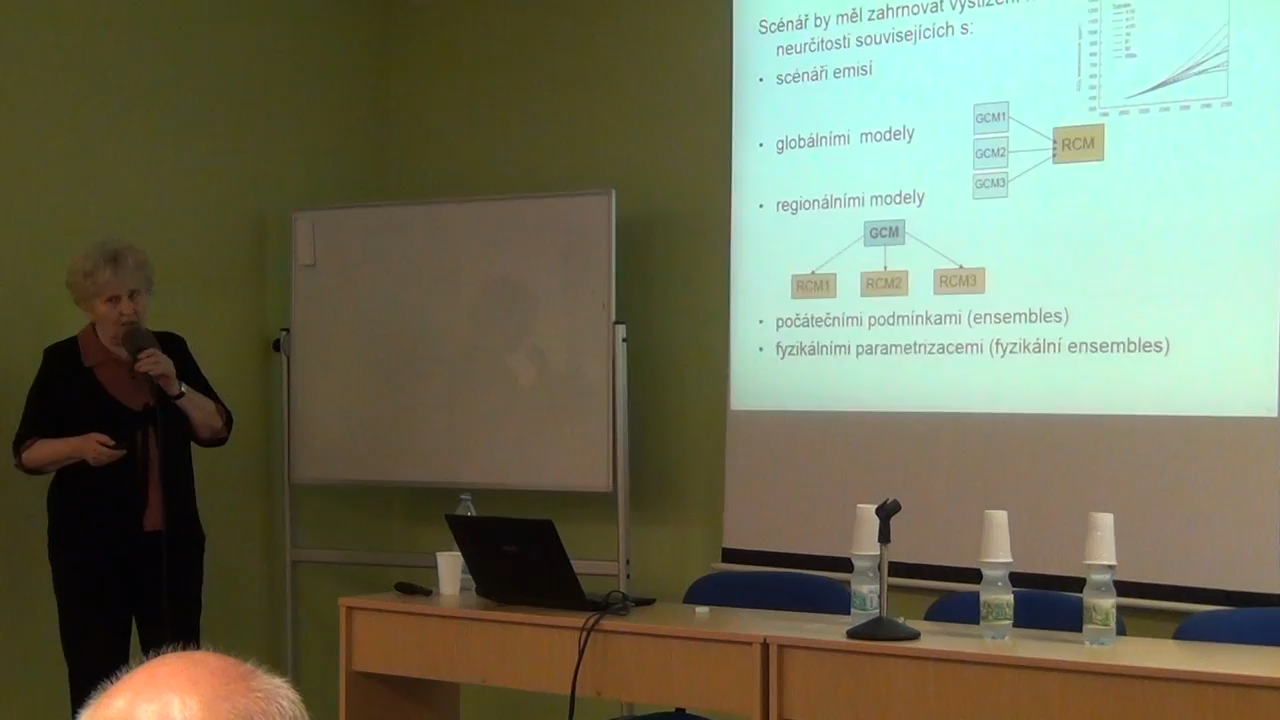 Scénář by měl zahrnovat vystižení
neurčitosti souvisejících s:
• scénáři emisí
• globálními modely
GCM1
GCM2
GCM3
RCM
• regionálními modely
GCM
RCM1
RCM2
RCM3
• počátečními podmínkami (ensembles)
• fyzikálními parametrizacemi (fyzikální ensembles)